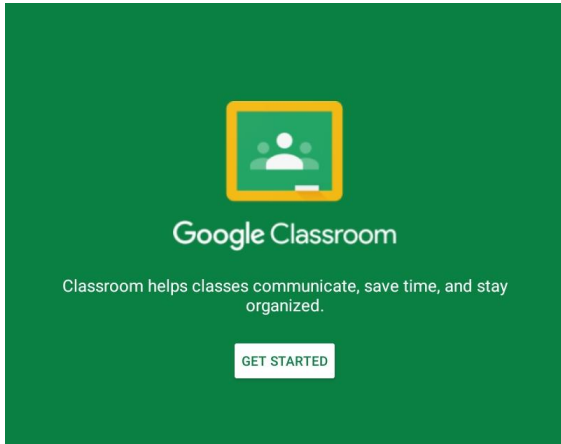 Google Classroom
Classroom helps classes communicate, save time, and stay
organized.
GET STARTED